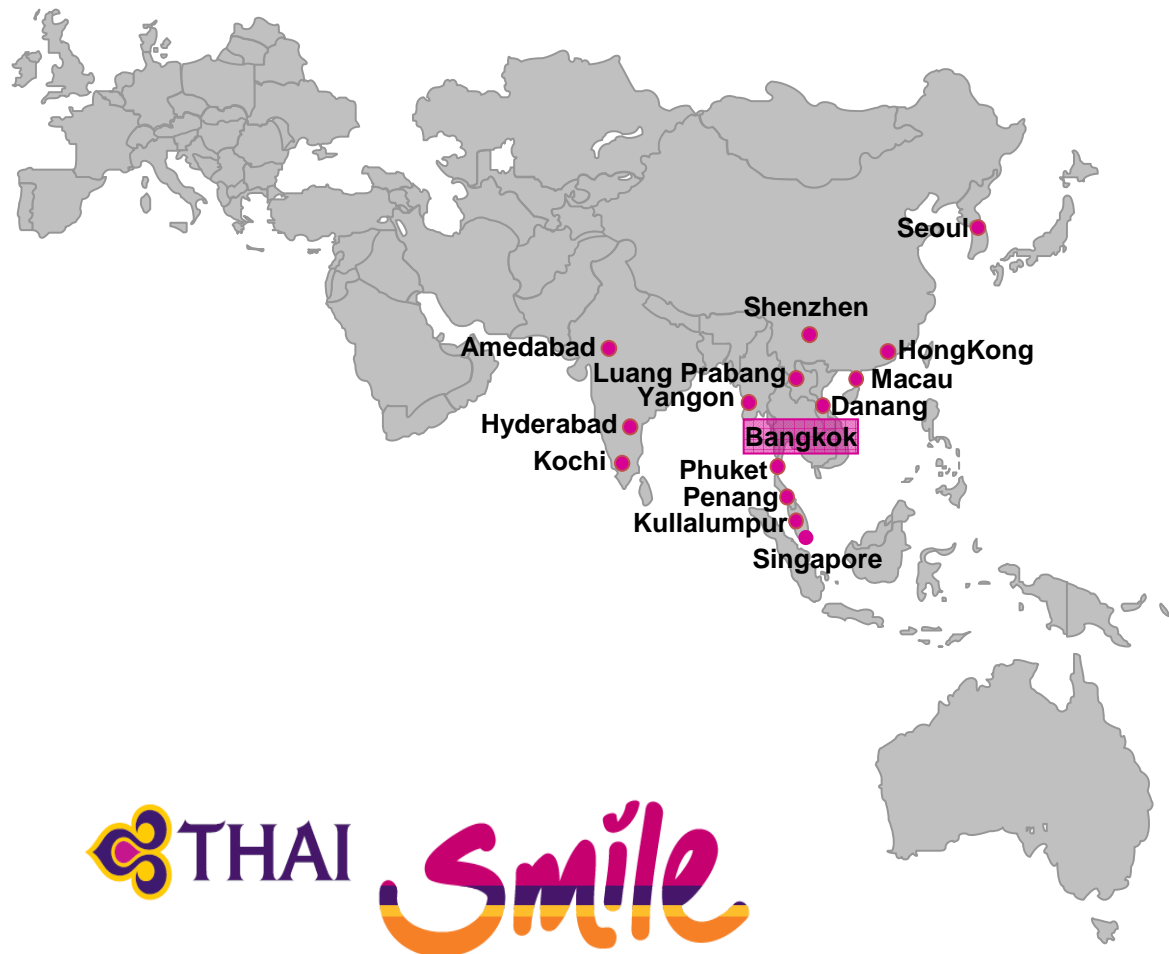 Seoul
Shenzhen
Amedabad
HongKong
Luang Prabang
Macau
Yangon
Danang
Hyderabad
Bangkok
Kochi
Phuket
Penang
Kullalumpur
Singapore
THAI
Smile